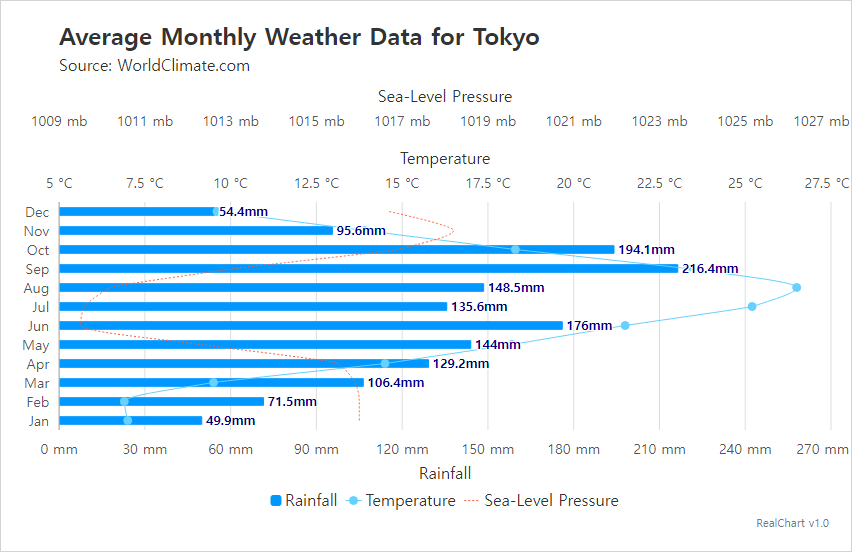 Average Monthly Weather Data for Tokyo
Source: WorldClimate.com
Sea-Level Pressure
1009 mb 1011 mb 1013 mb 1015 mb 1017 mb 1019 mb 1021 mb 1023 mb 1025 mb 1027 mb
Temperature
5 °C 7.5 °C 10 °C 12.5 °C 15 °C 17.5 °C 20 °C 22.5 °C 25 °C 27.5 °C
Dec 54.4mm
Nov 95.6mm
Oct 194.1mm
Sep 216.4mm
Aug 148.5mm
Jul 135.6mm
Jun 176mm
May 144mm
Apr 129.2mm
Mar 106.4mm
Feb 71.5mm
Jan 49.9mm
0 mm 30 mm 60 mm 90 mm 120 mm 150 mm 180 mm 210 mm 240 mm 270 mm
Rainfall
Rainfall Temperature Sea-Level Pressure
RealChart v1.0